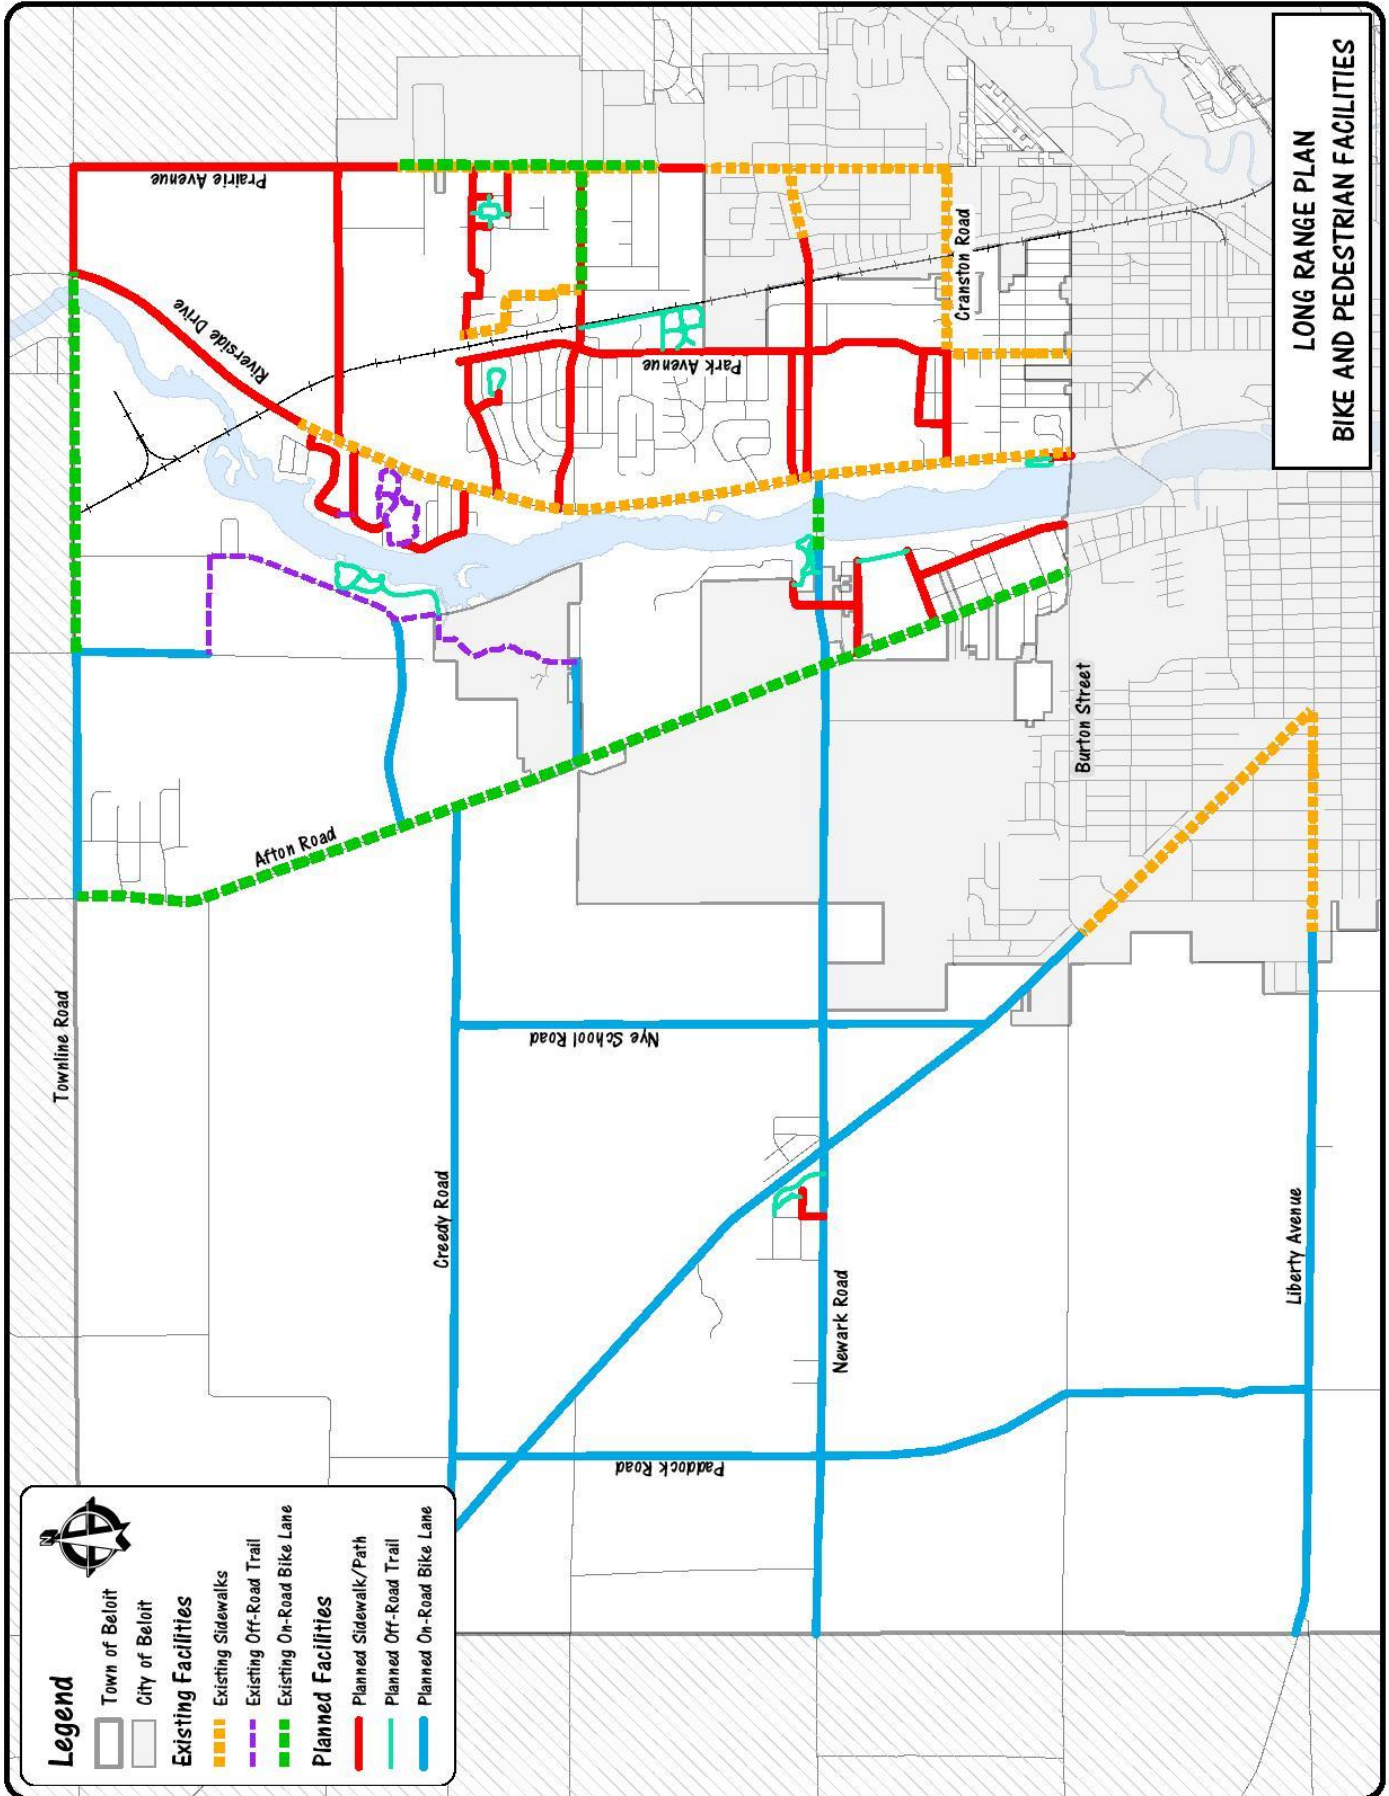 LONG RANGE PLAN
BIKE AND PEDESTRIAN FACILITIES
Legend
N
Town of Beloit
City of Beloit
Existing Facilities
Existing Sidewalks
Existing Off-Road Trail
Existing On-Road Bike Lane
Planned Facilities
Planned Sidewalk/Path
Planned Off-Road Trail
Planned On-Road Bike Lane
Townline Road
Prairie Avenue
Riverside Drive
Afton Road
Creedy Road
Nye School Road
Park Avenue
Paddock Road
Newark Road
Cranston Road
Burton Street
Liberty Avenue